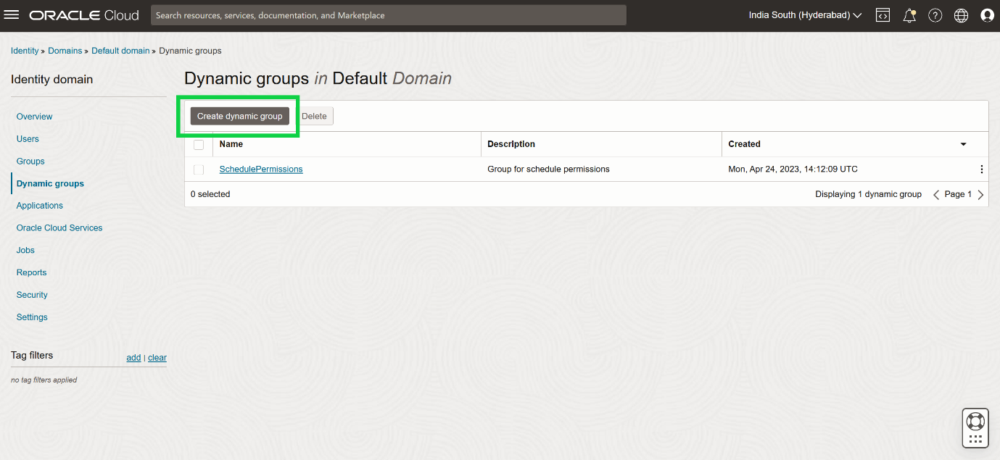 ORACLE Cloud
Search resources, services, documentation, and Marketplace
India South (Hyderabad)
Identity » Domains » Default domain » Dynamic groups
Identity domain
Overview
Users
Groups
Dynamic groups
Applications
Oracle Cloud Services
Jobs
Reports
Security
Settings
Tag filters
add | clear
no tag filters applied
Dynamic groups in Default Domain
Create dynamic group Delete
Name Description Created
SchedulePermissions Group for schedule permissions Mon, Apr 24, 2023, 14:12:09 UTC
0 selected Displaying 1 dynamic group < Page 1 >